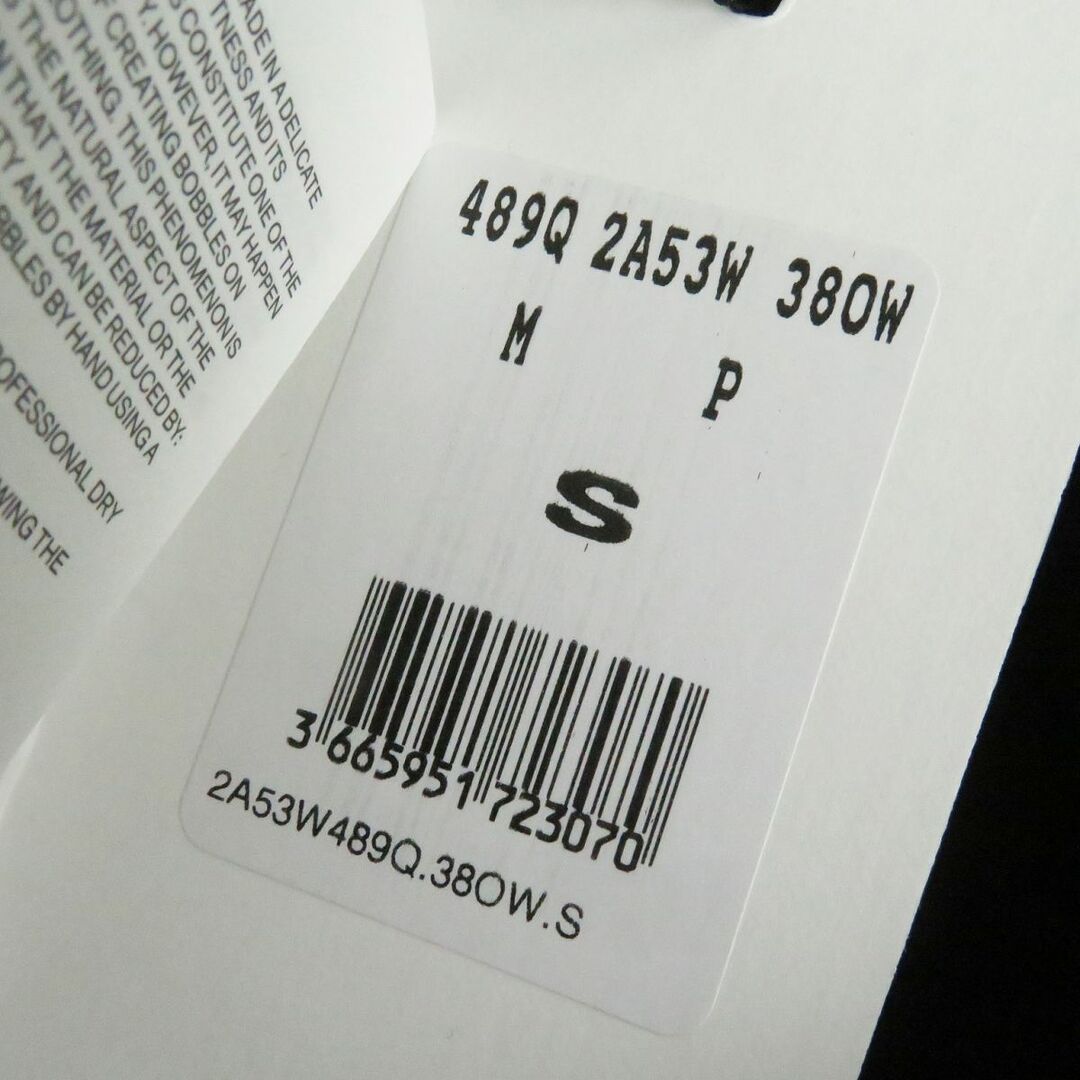 ADE IN A DELICATE
TNESS AND ITS
S CONSTITUTE ONE OF THE
Y. HOWEVER, IT MAY HAPPEN
OF CREATING BOBBLES ON
LOTHING. THIS PHENOMENON IS
S THE NATURAL ASPECT OF THE
N THAT THE MATERIAL OR THE
TY AND CAN BE REDUCED BY:
BBLES BY HAND USING A
ROFESSIONAL DRY
WING THE
489Q 2A53W 38OW
M P
S
3 665951 723070
2A53W489Q.38OW.S